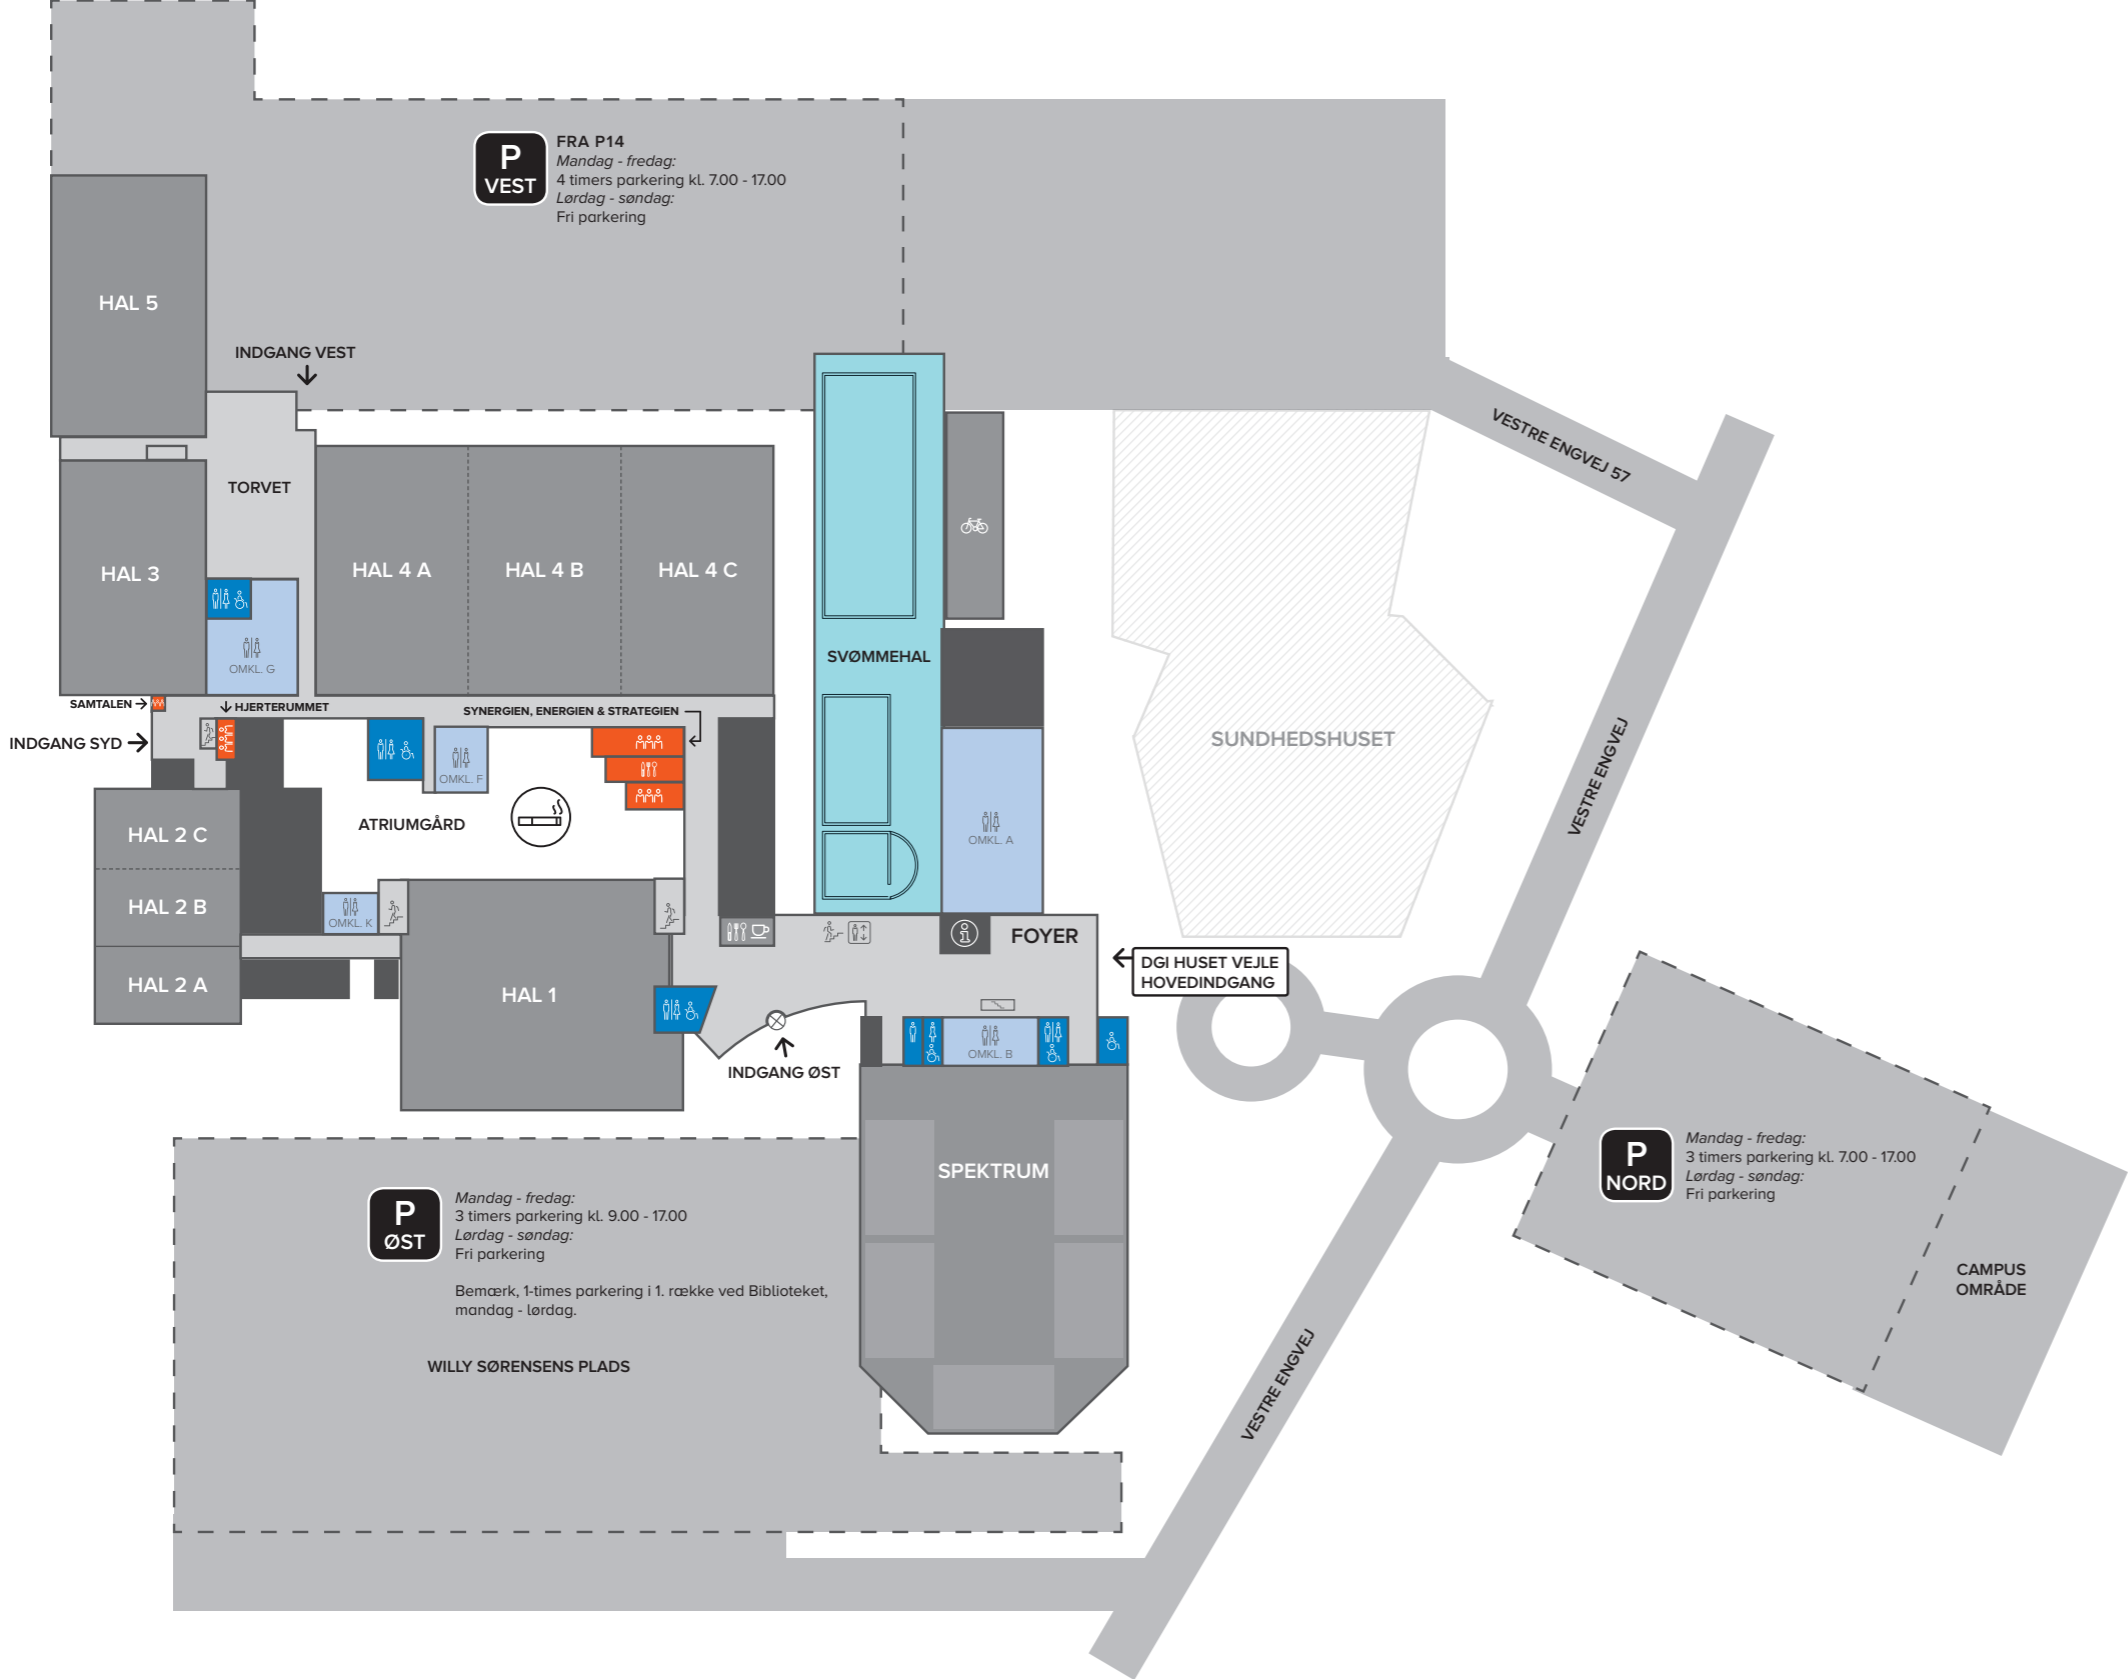 P
VEST
FRA P14
Mandag - fredag:
4 timers parkering kl. 7.00 - 17.00
Lørdag - søndag:
Fri parkering
HAL 5
INDGANG VEST
VESTRE ENGVEJ 57
TORVET
HAL 3
HAL 4 A
HAL 4 B
HAL 4 C
OMKL. G
SVØMMEHAL
SAMTALEN
HJERTERUMMET
SYNERGIEN, ENERGIEN & STRATEGIEN
INDGANG SYD
SUNDHEDSHUSET
VESTRE ENGVEJ
OMKL. F
ATRIUMGÅRD
HAL 2 C
OMKL. A
HAL 2 B
OMKL. K
FOYER
DGI HUSET VEJLE
HOVEDINDGANG
HAL 2 A
HAL 1
OMKL. B
INDGANG ØST
SPEKTRUM
P
NORD
Mandag - fredag:
3 timers parkering kl. 7.00 - 17.00
Lørdag - søndag:
Fri parkering
P
ØST
Mandag - fredag:
3 timers parkering kl. 9.00 - 17.00
Lørdag - søndag:
Fri parkering
Bemærk, 1-times parkering i 1. række ved Biblioteket,
mandag - lørdag.
CAMPUS
OMRÅDE
WILLY SØRENSENS PLADS
VESTRE ENGVEJ